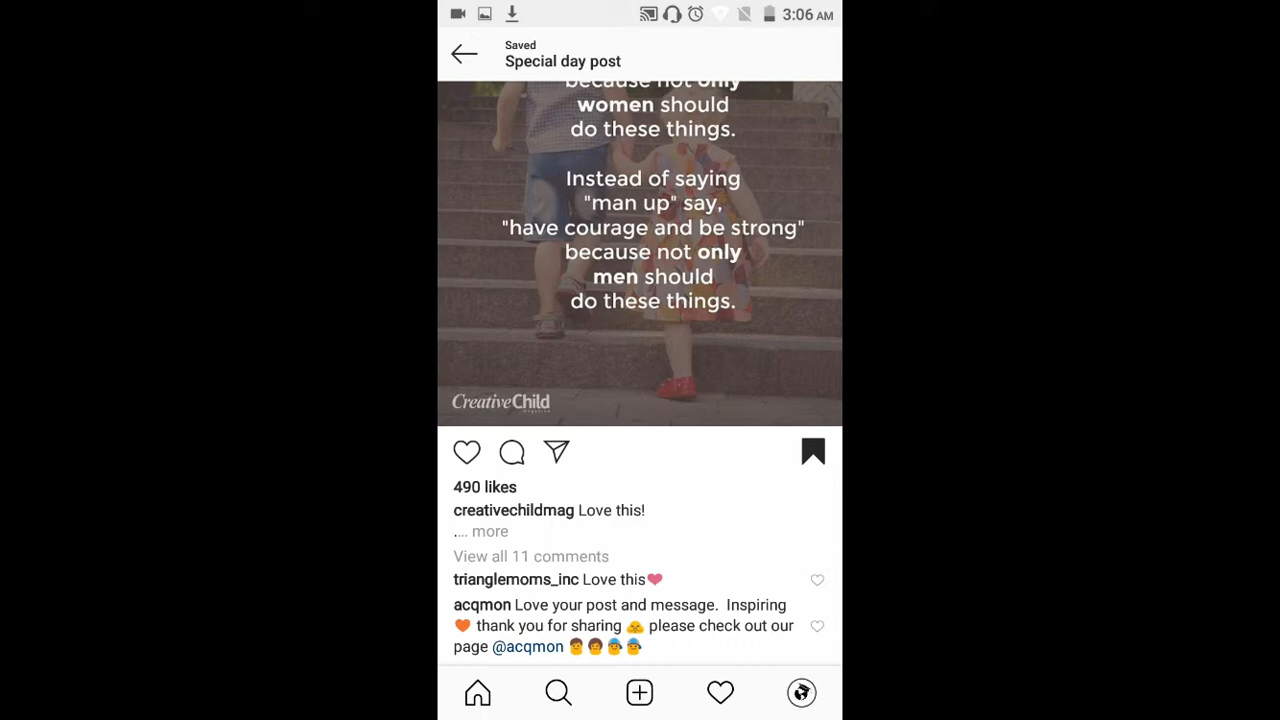 3:06 AM
Saved
Special day post
because not only
women should
do these things.
Instead of saying
"man up" say,
"have courage and be strong"
because not only
men should
do these things.
CreativeChild
magazine
490 likes
creativechildmag Love this!
.... more
View all 11 comments
trianglemoms_inc Love this❤
acqmon Love your post and message.  Inspiring
🧡 thank you for sharing 🙏 please check out our
page @acqmon